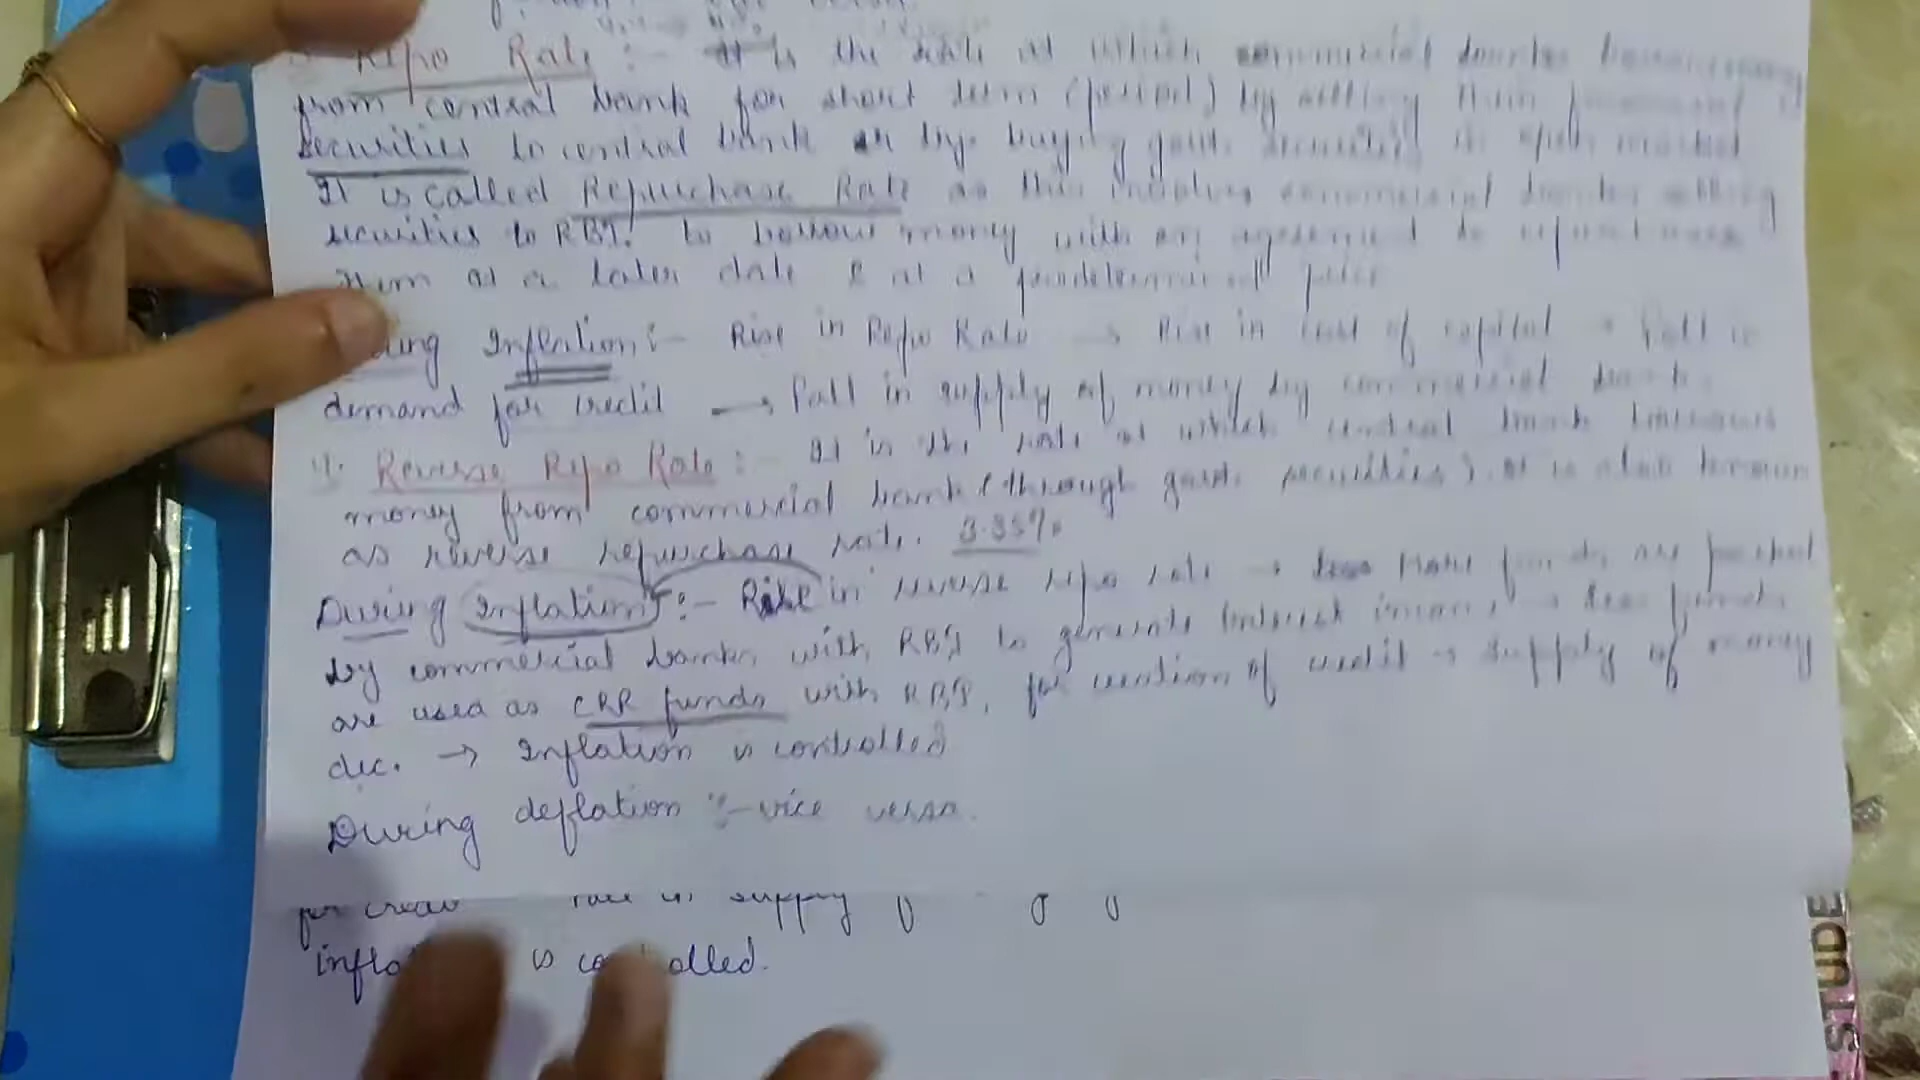 Repo Rate :- It is the rate at which commercial banks
from central bank for short term (period) by selling their financial
securities to central bank or by buying govt. securities in open market
It is called Repurchase Rate as this involves commercial banks selling
securities to RBI. to borrow money with an agreement to repurchase
them at a later date & at a predetermined price
Inflation :- Rise in Repo Rate → Rise in cost of capital → Fall in
demand for credit → Fall in supply of money by commercial bank.
4. Reverse Repo Rate :- It is the rate at which central bank borrows
money from commercial bank (through govt. securities). It is also known
as reverse repurchase rate. 3.35%
During Inflation :- Rise in reverse repo rate → more funds are parked
by commercial banks with RBI to generate interest income → less funds
are used as CRR funds with RBI, for creation of credit → supply of money
dec. → Inflation is controlled
During deflation :- vice versa.
for supply
is
STUDE